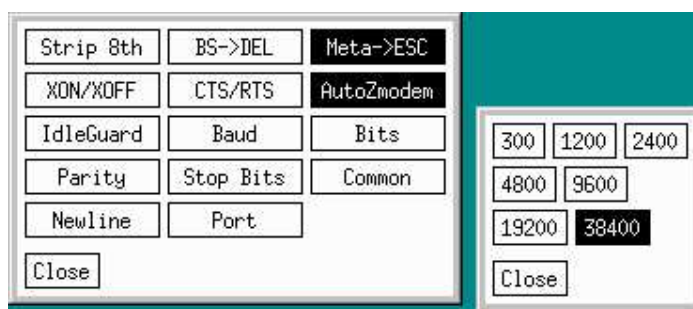 Strip 8th BS->DEL Meta->ESC
XON/XOFF CTS/RTS AutoZmodem
IdleGuard Baud Bits
Parity Stop Bits Common
Newline Port
Close
300 1200 2400
4800 9600
19200 38400
Close